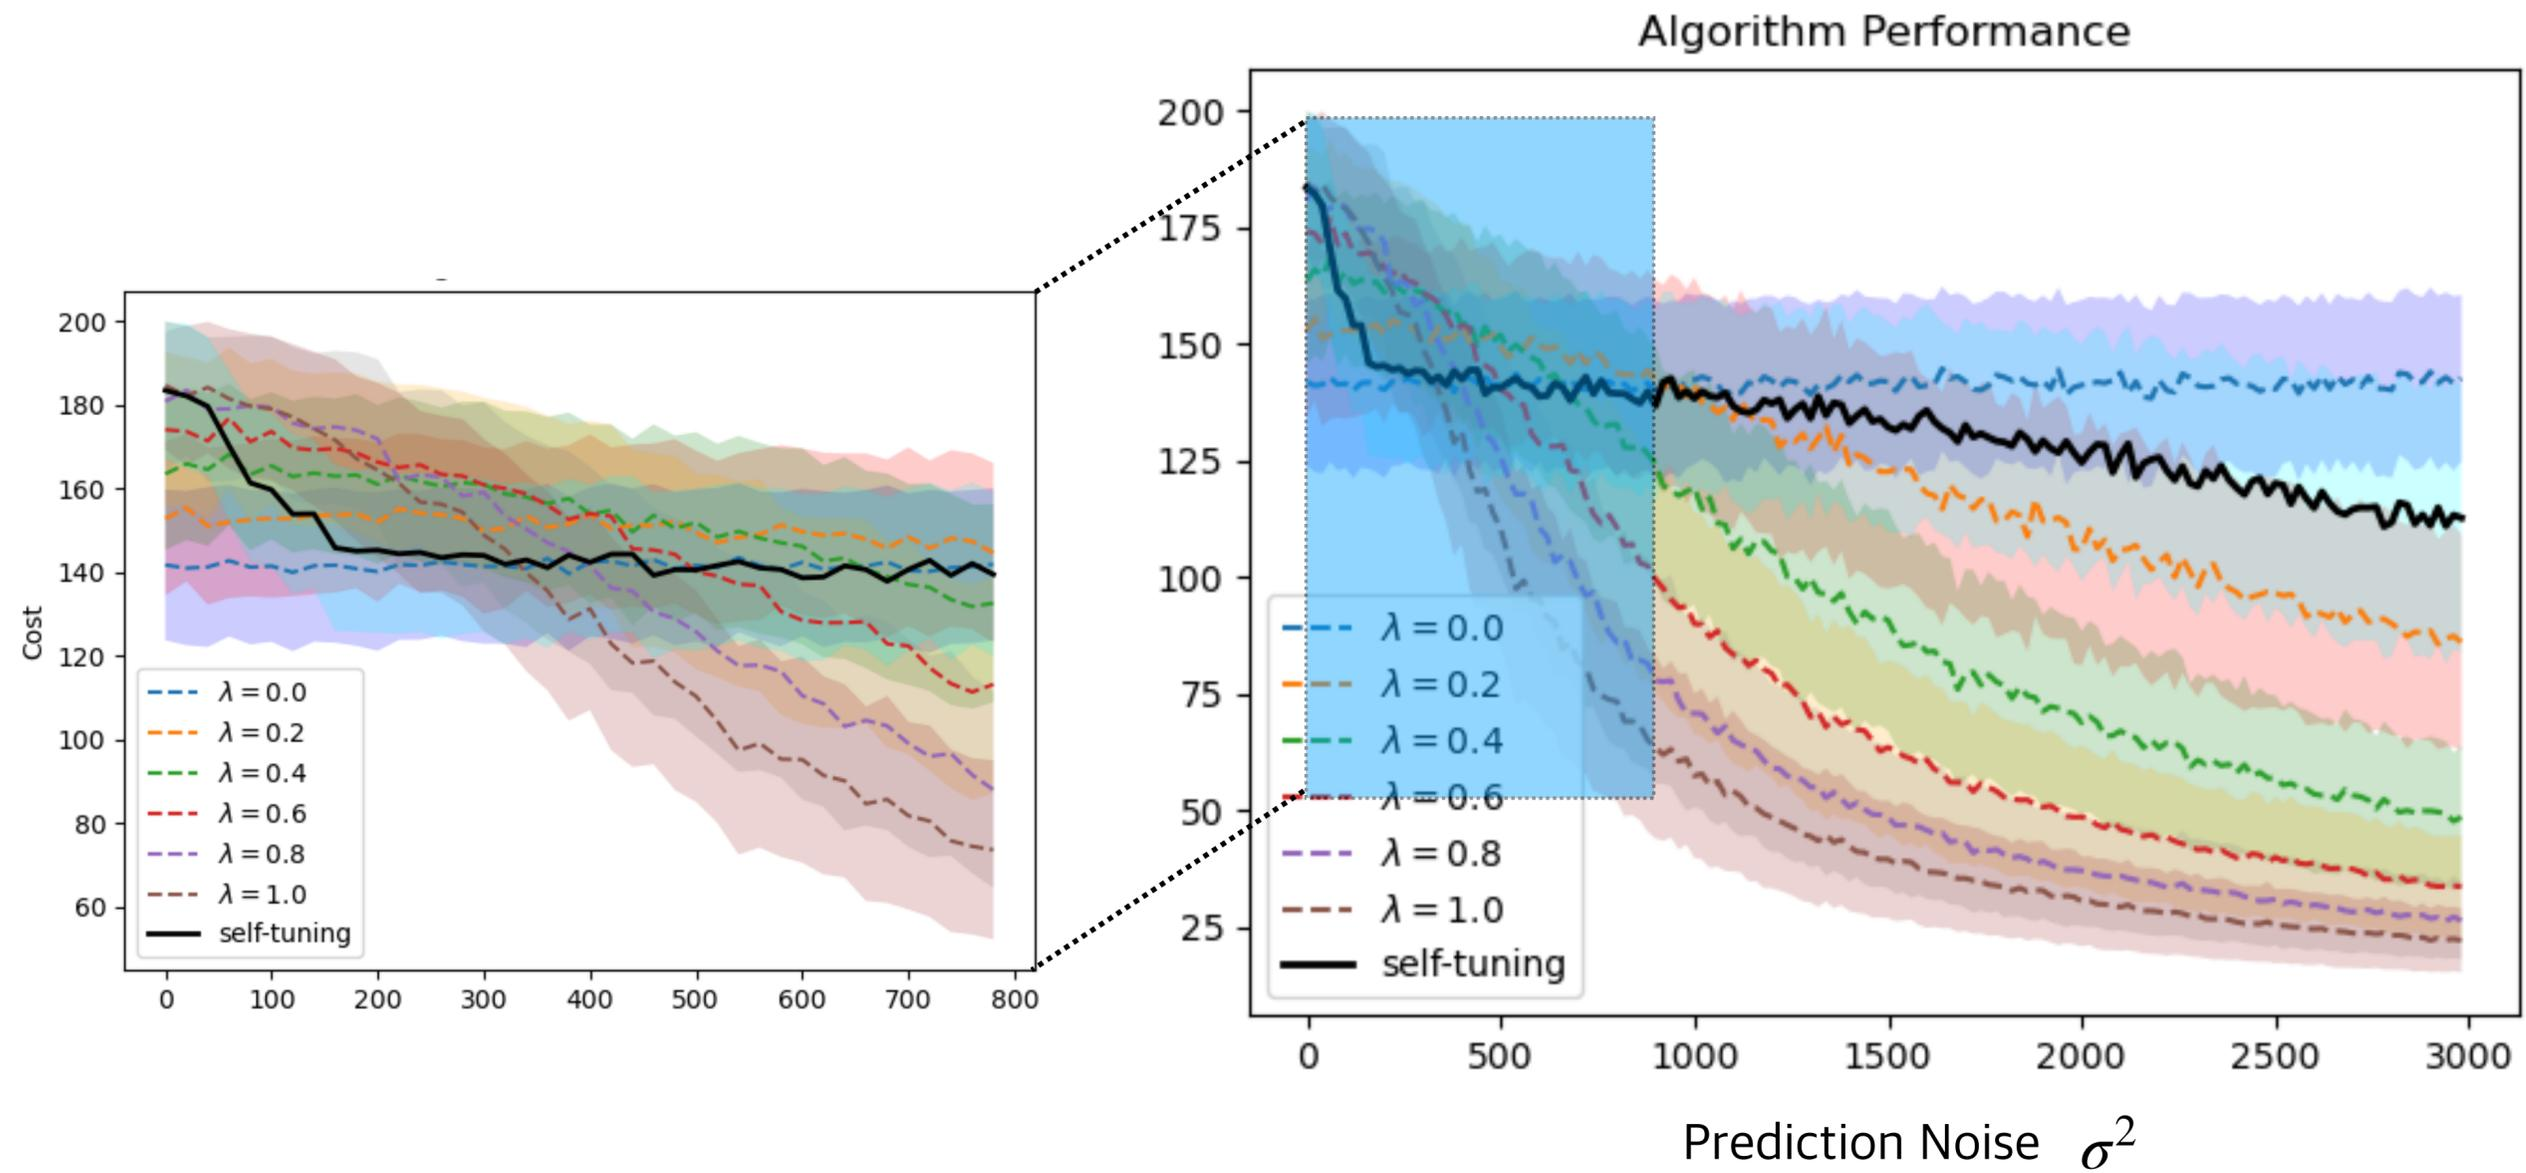 Algorithm Performance
200
180
160
140
120
100
80
60
Cost
λ = 0.0
λ = 0.2
λ = 0.4
λ = 0.6
λ = 0.8
λ = 1.0
self-tuning
0 100 200 300 400 500 600 700 800
200
175
150
125
100
75
50
25
λ = 0.0
λ = 0.2
λ = 0.4
λ = 0.6
λ = 0.8
λ = 1.0
self-tuning
0 500 1000 1500 2000 2500 3000
Prediction Noise σ²